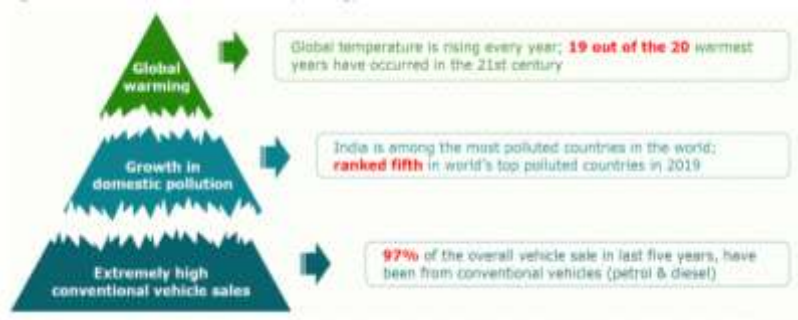 Global
warming
Global temperature is rising every year; 19 out of the 20 warmest
years have occurred in the 21st century
Growth in
domestic pollution
India is among the most polluted countries in the world;
ranked fifth in world's top polluted countries in 2019
Extremely high
conventional vehicle sales
97% of the overall vehicle sale in last five years, have
been from conventional vehicles (petrol & diesel)